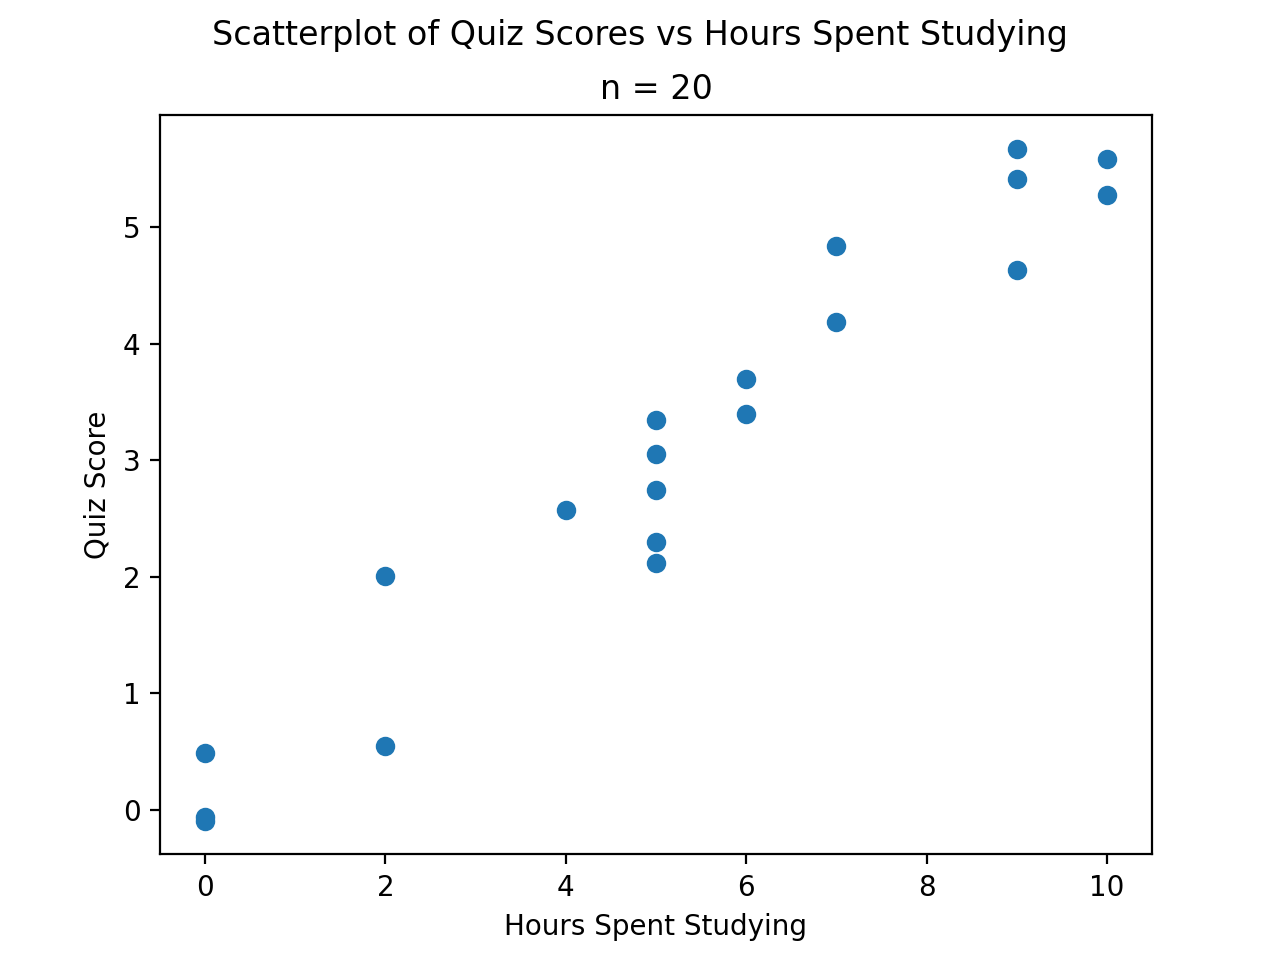 Scatterplot of Quiz Scores vs Hours Spent Studying
n = 20
5
4
3
2
1
0
Quiz Score
0 2 4 6 8 10
Hours Spent Studying